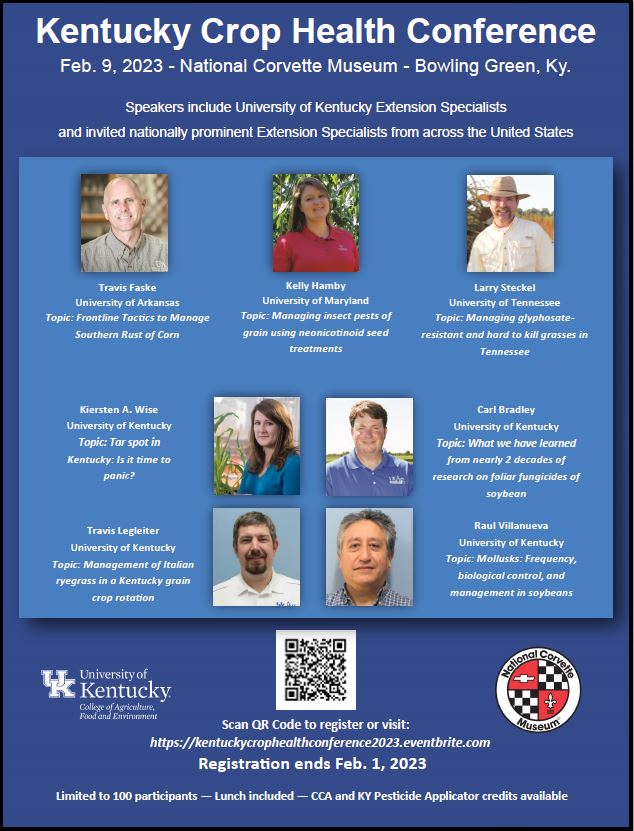 Kentucky Crop Health Conference
Feb. 9, 2023 - National Corvette Museum - Bowling Green, Ky.
Speakers include University of Kentucky Extension Specialists
and invited nationally prominent Extension Specialists from across the United States
Travis Faske
University of Arkansas
Topic: Frontline Tactics to Manage
Southern Rust of Corn
Kelly Hamby
University of Maryland
Topic: Managing insect pests of
grain using neonicotinoid seed
treatments
Larry Steckel
University of Tennessee
Topic: Managing glyphosate-
resistant and hard to kill grasses in
Tennessee
Kiersten A. Wise
University of Kentucky
Topic: Tar spot in
Kentucky: Is it time to
panic?
Carl Bradley
University of Kentucky
Topic: What we have learned
from nearly 2 decades of
research on foliar fungicides of
soybean
Travis Legleiter
University of Kentucky
Topic: Management of Italian
ryegrass in a Kentucky grain
crop rotation
Raul Villanueva
University of Kentucky
Topic: Mollusks: Frequency,
biological control, and
management in soybeans
UK
University of
Kentucky
College of Agriculture,
Food and Environment
National Corvette
Museum
Scan QR Code to register or visit:
https://kentuckycrophealthconference2023.eventbrite.com
Registration ends Feb. 1, 2023
Limited to 100 participants — Lunch included — CCA and KY Pesticide Applicator credits available